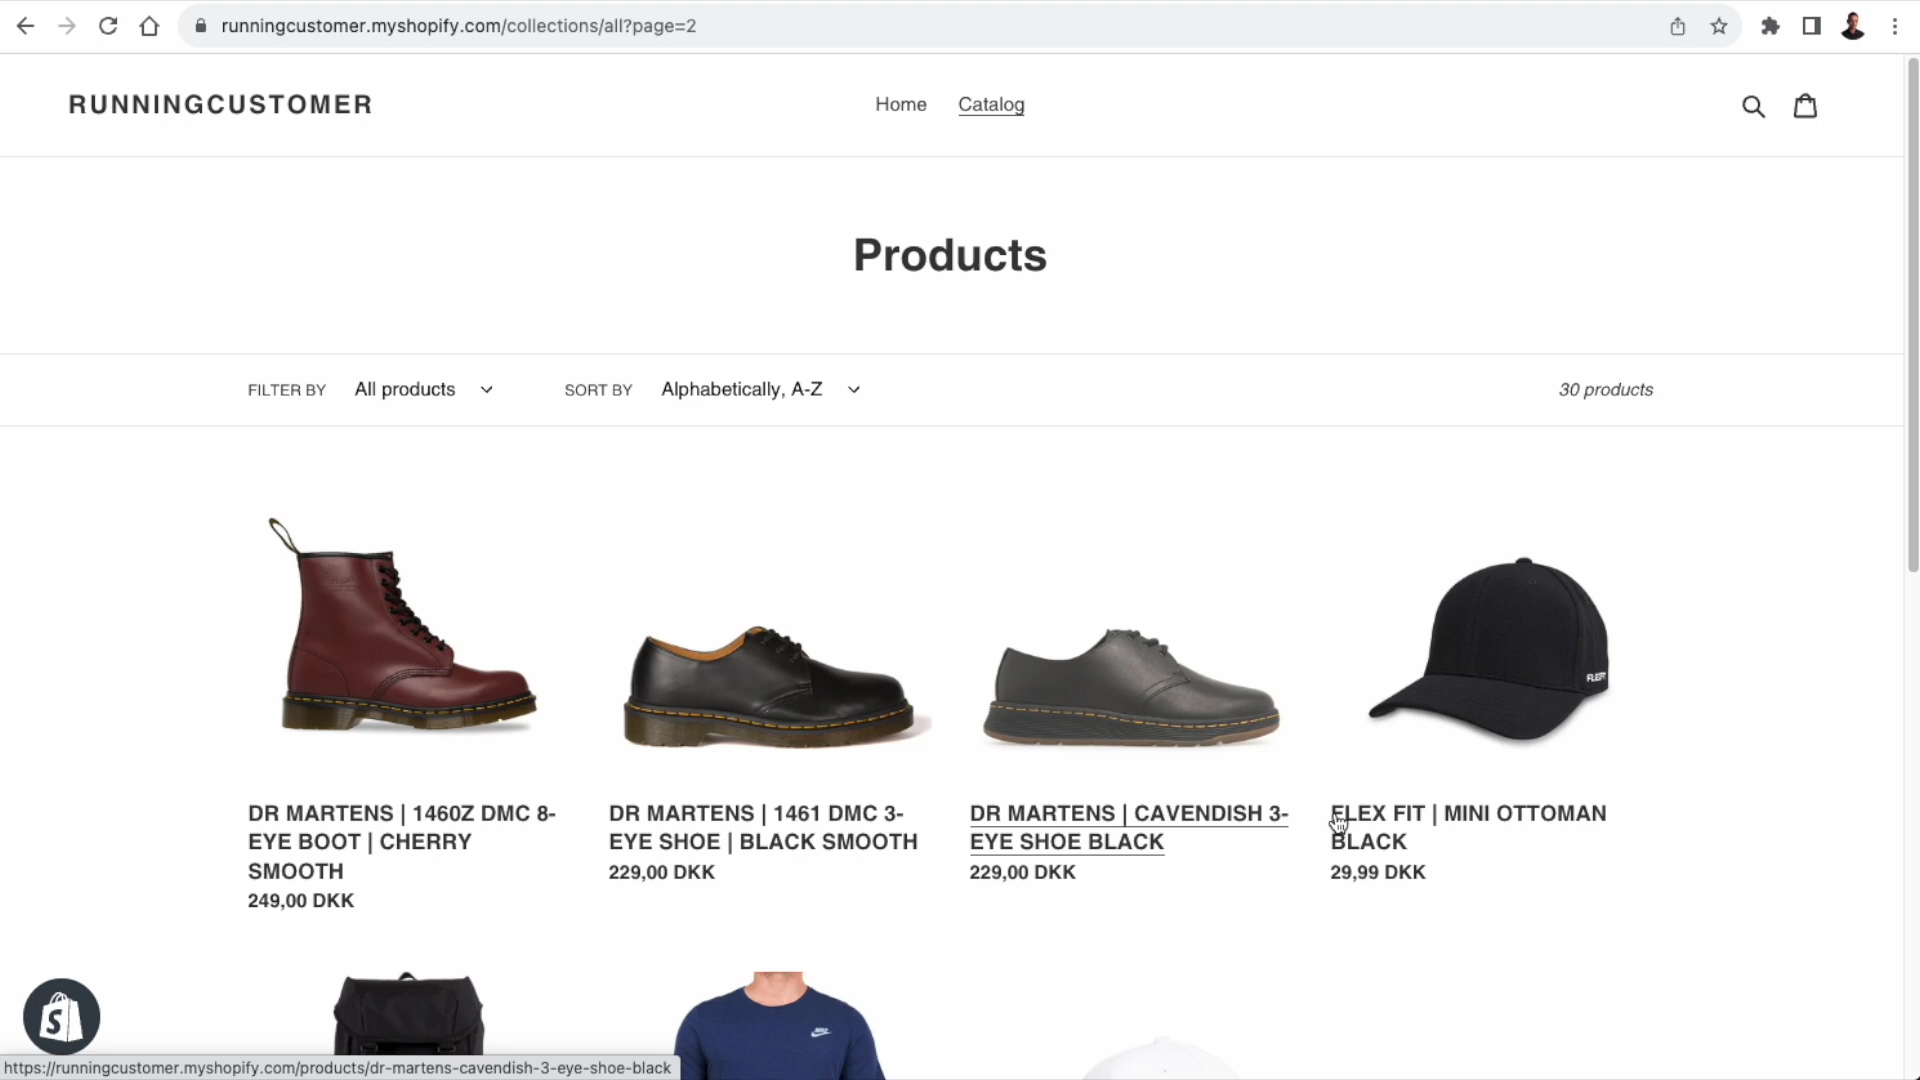 runningcustomer.myshopify.com/collections/all?page=2
RUNNINGCUSTOMER
Home
Catalog
Products
FILTER BY All products
SORT BY Alphabetically, A-Z
30 products
FLEXFIT
DR MARTENS | 1460Z DMC 8-
EYE BOOT | CHERRY
SMOOTH
249,00 DKK
DR MARTENS | 1461 DMC 3-
EYE SHOE | BLACK SMOOTH
229,00 DKK
DR MARTENS | CAVENDISH 3-
EYE SHOE BLACK
229,00 DKK
FLEX FIT | MINI OTTOMAN
BLACK
29,99 DKK
S
https://runningcustomer.myshopify.com/products/dr-martens-cavendish-3-eye-shoe-black